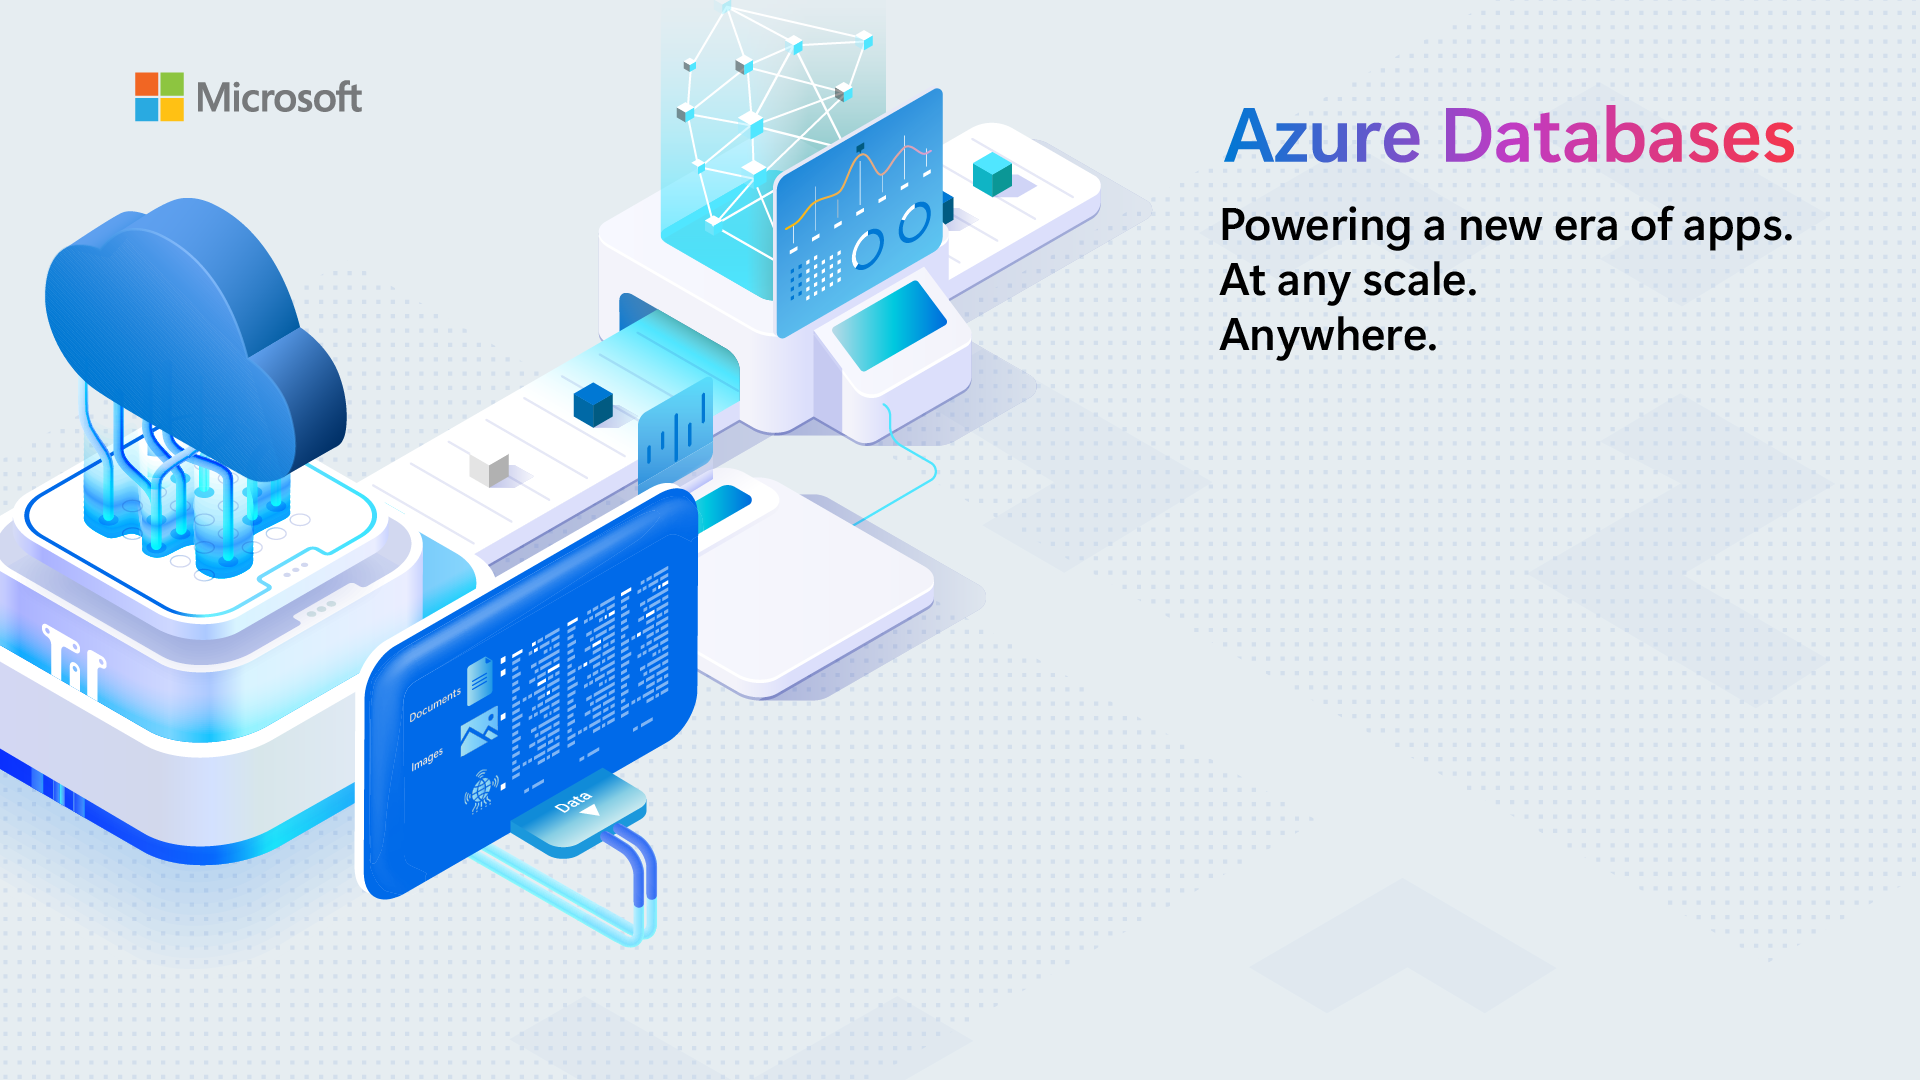 Microsoft
Azure Databases
Powering a new era of apps.
At any scale.
Anywhere.
Documents
Images
Data